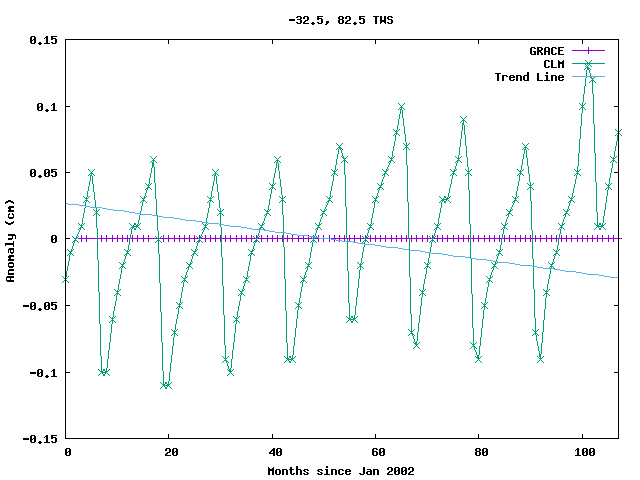 -32.5, 82.5 TWS
GRACE
CLM
Trend Line
0.15
0.1
0.05
0
-0.05
-0.1
-0.15
Anomaly (cm)
0 20 40 60 80 100
Months since Jan 2002